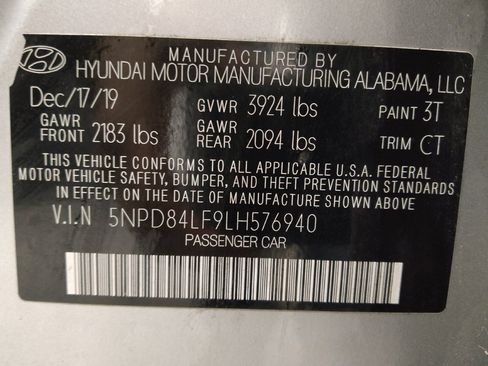 MANUFACTURED BY
HYUNDAI MOTOR MANUFACTURING ALABAMA, LLC
Dec/17/19 GVWR 3924 lbs PAINT 3T
GAWR FRONT 2183 lbs GAWR REAR 2094 lbs TRIM CT
THIS VEHICLE CONFORMS TO ALL APPLICABLE U.S.A. FEDERAL
MOTOR VEHICLE SAFETY, BUMPER, AND THEFT PREVENTION STANDARDS
IN EFFECT ON THE DATE OF MANUFACTURE SHOWN ABOVE
V.I.N 5NPD84LF9LH576940
PASSENGER CAR